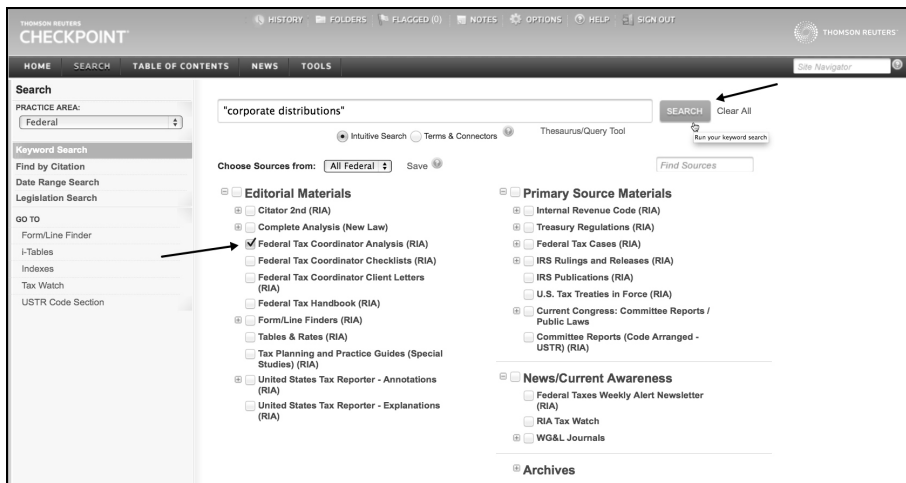 THOMSON REUTERS
CHECKPOINT™
HISTORY FOLDERS FLAGGED (0) NOTES OPTIONS ? HELP SIGN OUT
THOMSON REUTERS™
HOME SEARCH TABLE OF CONTENTS NEWS TOOLS
Site Navigator ?
Search
PRACTICE AREA:
Federal
Keyword Search
Find by Citation
Date Range Search
Legislation Search
GO TO
Form/Line Finder
i-Tables
Indexes
Tax Watch
USTR Code Section
"corporate distributions"
SEARCH Clear All
Run your keyword search
Intuitive Search Terms & Connectors ? Thesaurus/Query Tool
Choose Sources from: All Federal Save ? Find Sources
Editorial Materials
Citator 2nd (RIA)
Complete Analysis (New Law)
Federal Tax Coordinator Analysis (RIA)
Federal Tax Coordinator Checklists (RIA)
Federal Tax Coordinator Client Letters
(RIA)
Federal Tax Handbook (RIA)
Form/Line Finders (RIA)
Tables & Rates (RIA)
Tax Planning and Practice Guides (Special
Studies) (RIA)
United States Tax Reporter - Annotations
(RIA)
United States Tax Reporter - Explanations
(RIA)
Primary Source Materials
Internal Revenue Code (RIA)
Treasury Regulations (RIA)
Federal Tax Cases (RIA)
IRS Rulings and Releases (RIA)
IRS Publications (RIA)
U.S. Tax Treaties in Force (RIA)
Current Congress: Committee Reports /
Public Laws
Committee Reports (Code Arranged -
USTR) (RIA)
News/Current Awareness
Federal Taxes Weekly Alert Newsletter
(RIA)
RIA Tax Watch
WG&L Journals
Archives